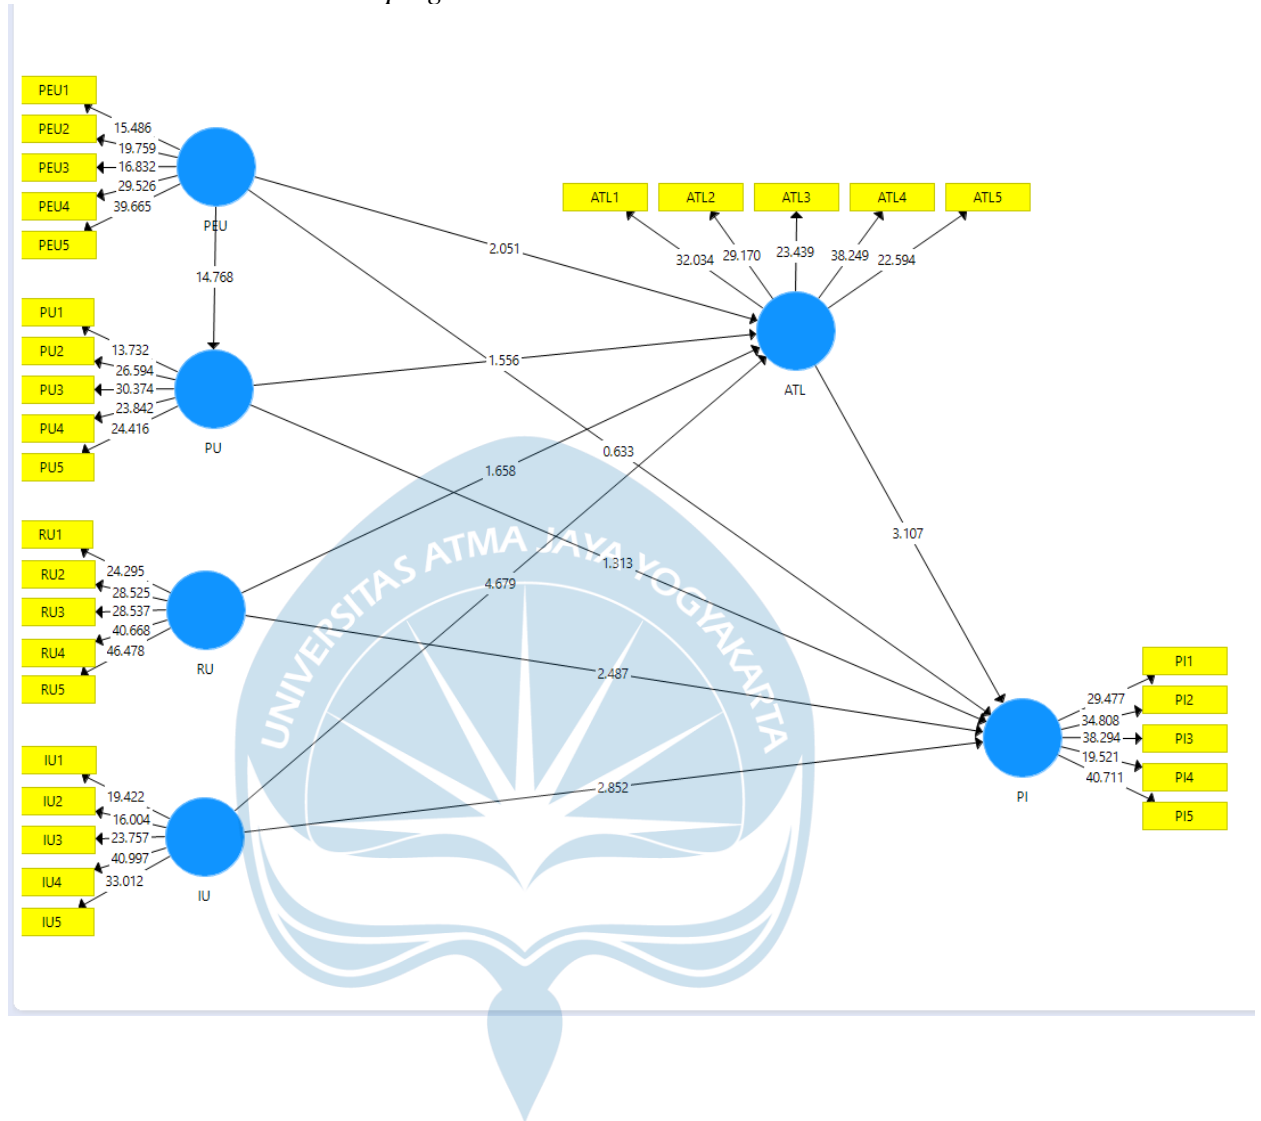 PEU1
PEU2
PEU3
PEU4
PEU5
15.486
19.759
16.832
29.526
39.665
PEU
14.768
PU1
PU2
PU3
PU4
PU5
13.732
26.594
30.374
23.842
24.416
PU
RU1
RU2
RU3
RU4
RU5
24.295
28.525
28.537
40.668
46.478
RU
IU1
IU2
IU3
IU4
IU5
19.422
16.004
23.757
40.997
33.012
IU
2.051
1.556
0.633
1.658
1.313
4.679
2.487
2.852
ATL1
ATL2
ATL3
ATL4
ATL5
32.034
29.170
23.439
38.249
22.594
ATL
3.107
PI1
PI2
PI3
PI4
PI5
29.477
34.808
38.294
19.521
40.711
PI
UNIVERSITAS ATMA JAYA YOGYAKARTA